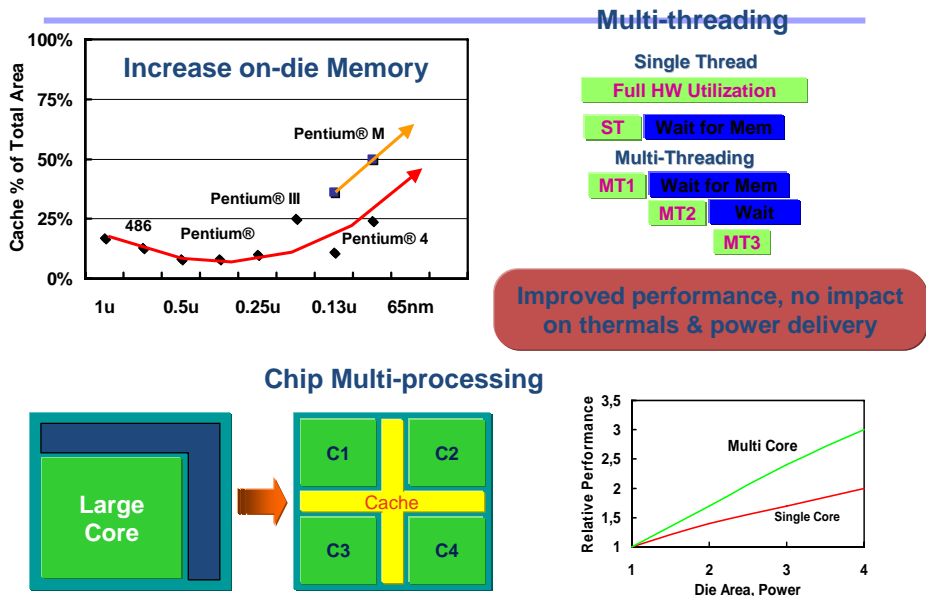 Multi-threading
100%
75%
50%
25%
0%
Cache % of Total Area
Increase on-die Memory
Pentium® M
Pentium® III
486
Pentium®
Pentium® 4
1u
0.5u
0.25u
0.13u
65nm
Single Thread
Full HW Utilization
ST
Wait for Mem
Multi-Threading
MT1
Wait for Mem
MT2
Wait
MT3
Improved performance, no impact
on thermals & power delivery
Chip Multi-processing
Large
Core
C1
C2
Cache
C3
C4
Relative Performance
3,5
3
2,5
2
1,5
1
Multi Core
Single Core
1
2
3
4
Die Area, Power